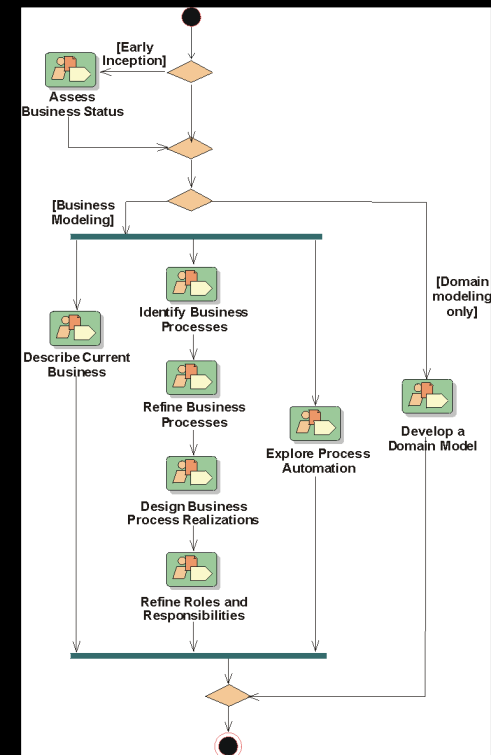 [Early
Inception]
Assess
Business Status
[Business
Modeling]
[Domain
modeling
only]
Identify Business
Processes
Describe Current
Business
Refine Business
Processes
Explore Process
Automation
Develop a
Domain Model
Design Business
Process Realizations
Refine Roles and
Responsibilities